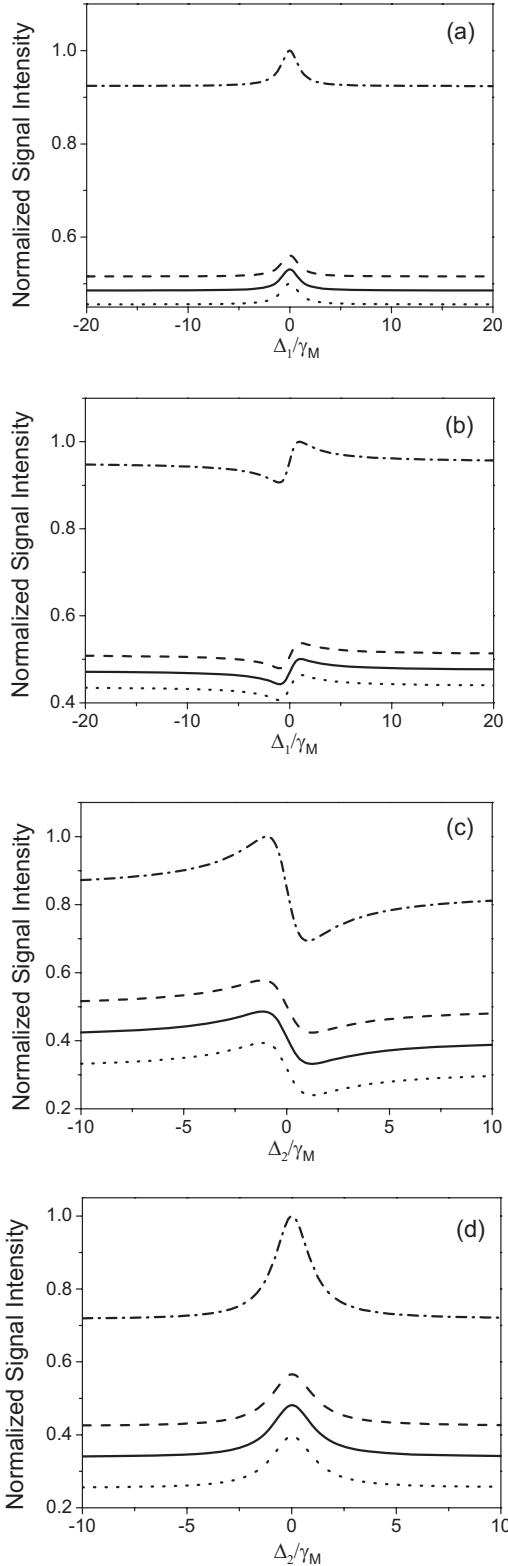 (a)
Normalized Signal Intensity
1.0
0.8
0.6
-20 -10 0 10 20
Δ₁/γM
(b)
Normalized Signal Intensity
1.0
0.8
0.6
0.4
-20 -10 0 10 20
Δ₁/γM
(c)
Normalized Signal Intensity
1.0
0.8
0.6
0.4
0.2
-10 -5 0 5 10
Δ₂/γM
(d)
Normalized Signal Intensity
1.0
0.8
0.6
0.4
0.2
-10 -5 0 5 10
Δ₂/γM